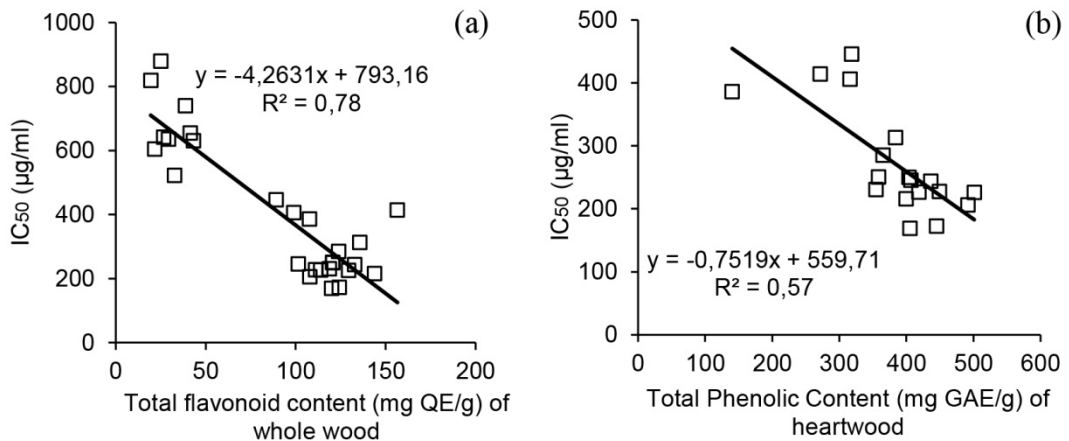 (a)
1000
800
600
400
200
0
IC50 (µg/ml)
y = -4,2631x + 793,16
R² = 0,78
0 50 100 150 200
Total flavonoid content (mg QE/g) of
whole wood
(b)
500
400
300
200
100
0
IC50 (µg/ml)
y = -0,7519x + 559,71
R² = 0,57
0 100 200 300 400 500 600
Total Phenolic Content (mg GAE/g) of
heartwood